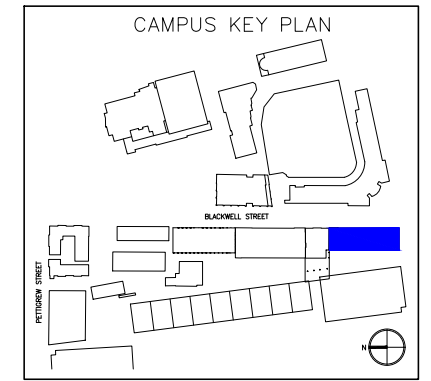 CAMPUS KEY PLAN
BLACKWELL STREET
PETTIGREW STREET
N